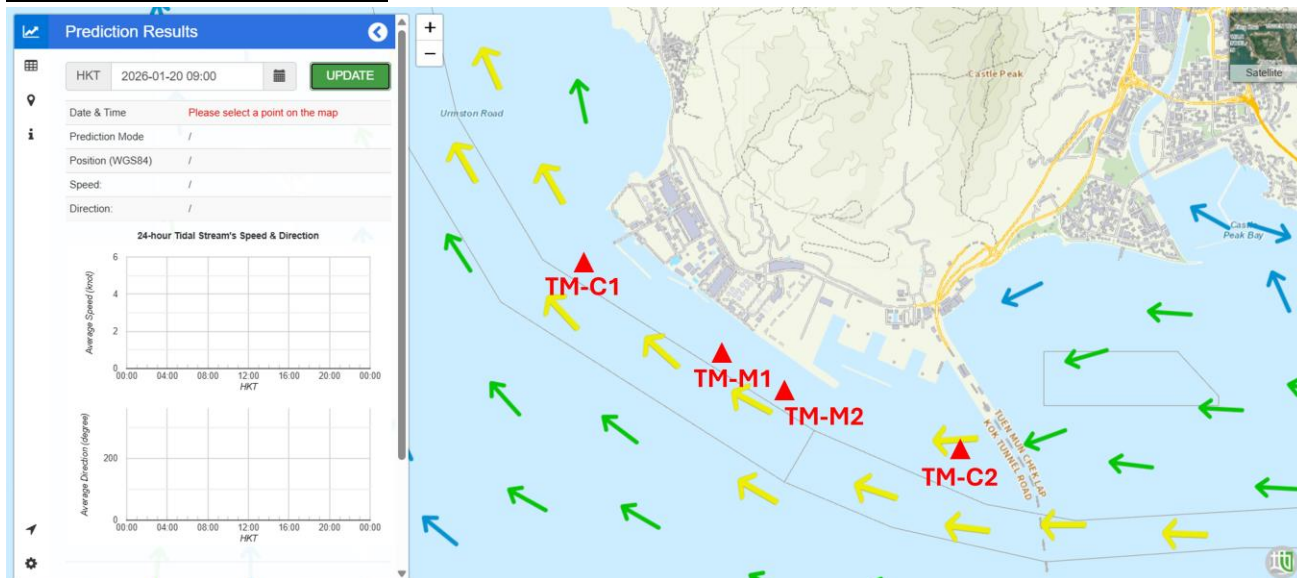 Prediction Results
HKT 2026-01-20 09:00 UPDATE
Date & Time Please select a point on the map
Prediction Mode /
Position (WGS84) /
Speed: /
Direction: /
24-hour Tidal Stream's Speed & Direction
Average Speed (knot)
6
4
2
0
00:00 04:00 08:00 12:00 16:00 20:00 00:00
HKT
Average Direction (degree)
200
0
00:00 04:00 08:00 12:00 16:00 20:00 00:00
HKT
+
−
Urmston Road
Castle Peak
Satellite
Castle
Peak Bay
TM-C1
TM-M1
TM-M2
TM-C2
TUEN MUN CHEK LAP
KOK TUNNEL ROAD